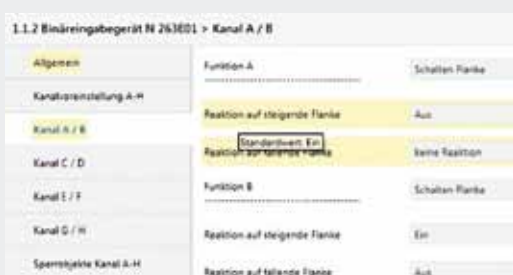 1.1.2 Binäreingabegerät N 263E01 > Kanal A / B
Allgemein
Kanalvoreinstellung A-H
Kanal A / B
Kanal C / D
Kanal E / F
Kanal G / H
Sperrobjekte Kanal A-H
Funktion A
Schalten Flanke
Reaktion auf steigende Flanke
Aus
Standardwert: Ein
Reaktion auf fallende Flanke
keine Reaktion
Funktion B
Schalten Flanke
Reaktion auf steigende Flanke
Ein
Reaktion auf fallende Flanke
Aus